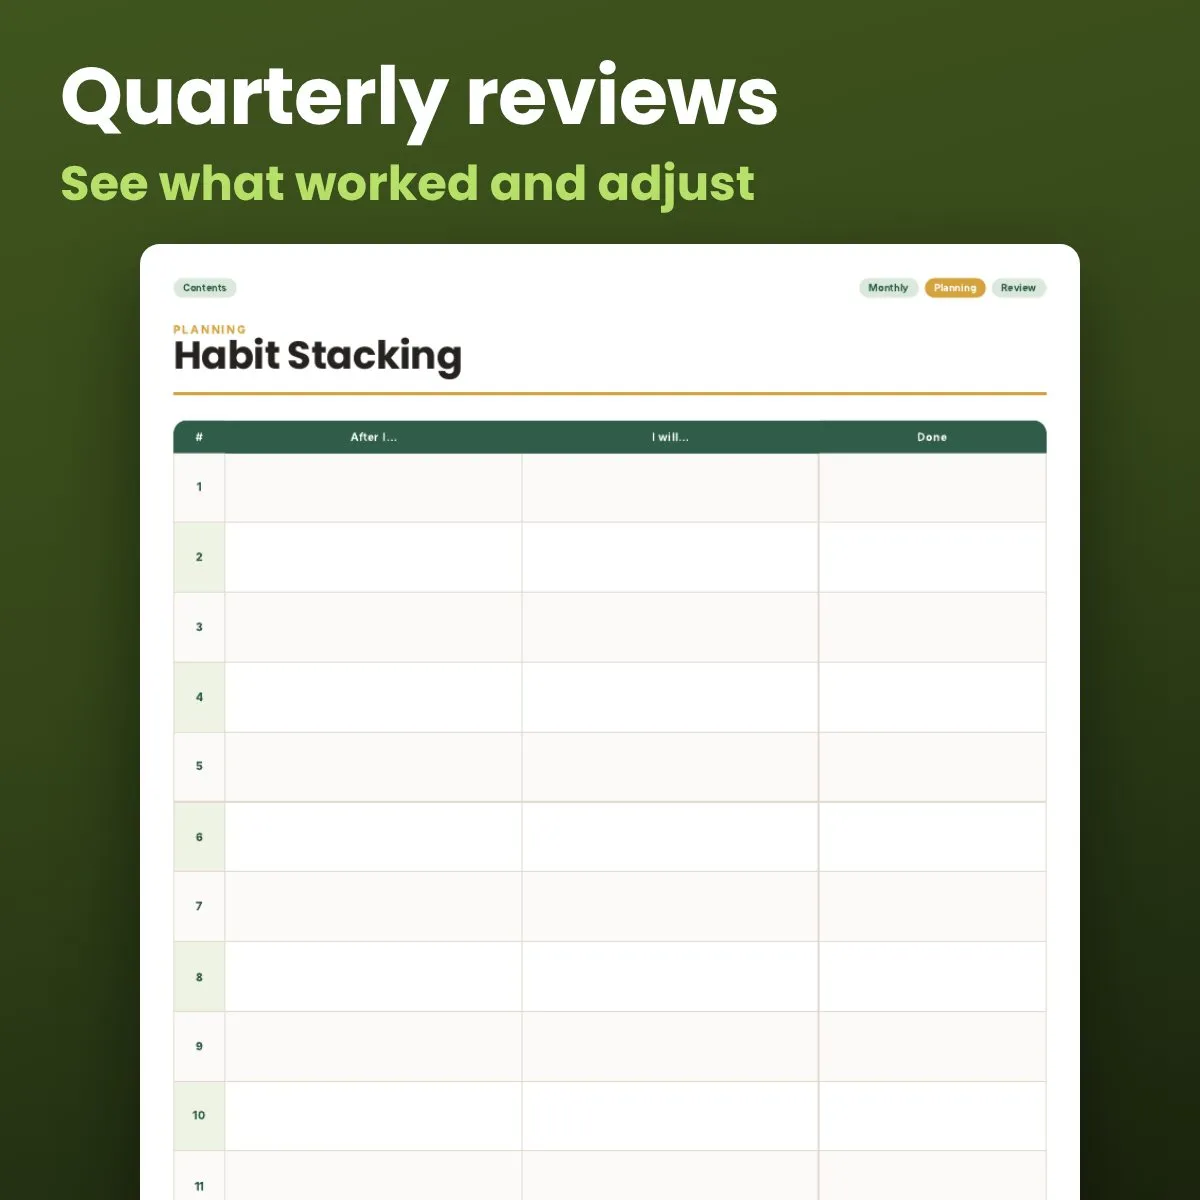 Quarterly reviews
See what worked and adjust
Contents
Monthly Planning Review
PLANNING
Habit Stacking
# After I... I will... Done
1
2
3
4
5
6
7
8
9
10
11